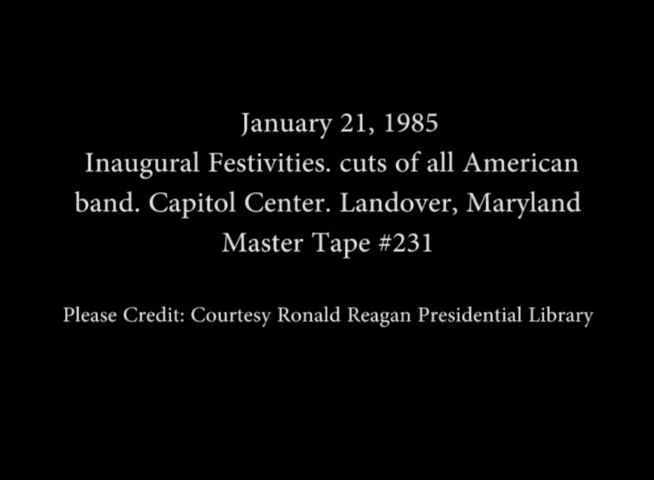 January 21, 1985
Inaugural Festivities. cuts of all American
band. Capitol Center. Landover, Maryland
Master Tape #231
Please Credit: Courtesy Ronald Reagan Presidential Library